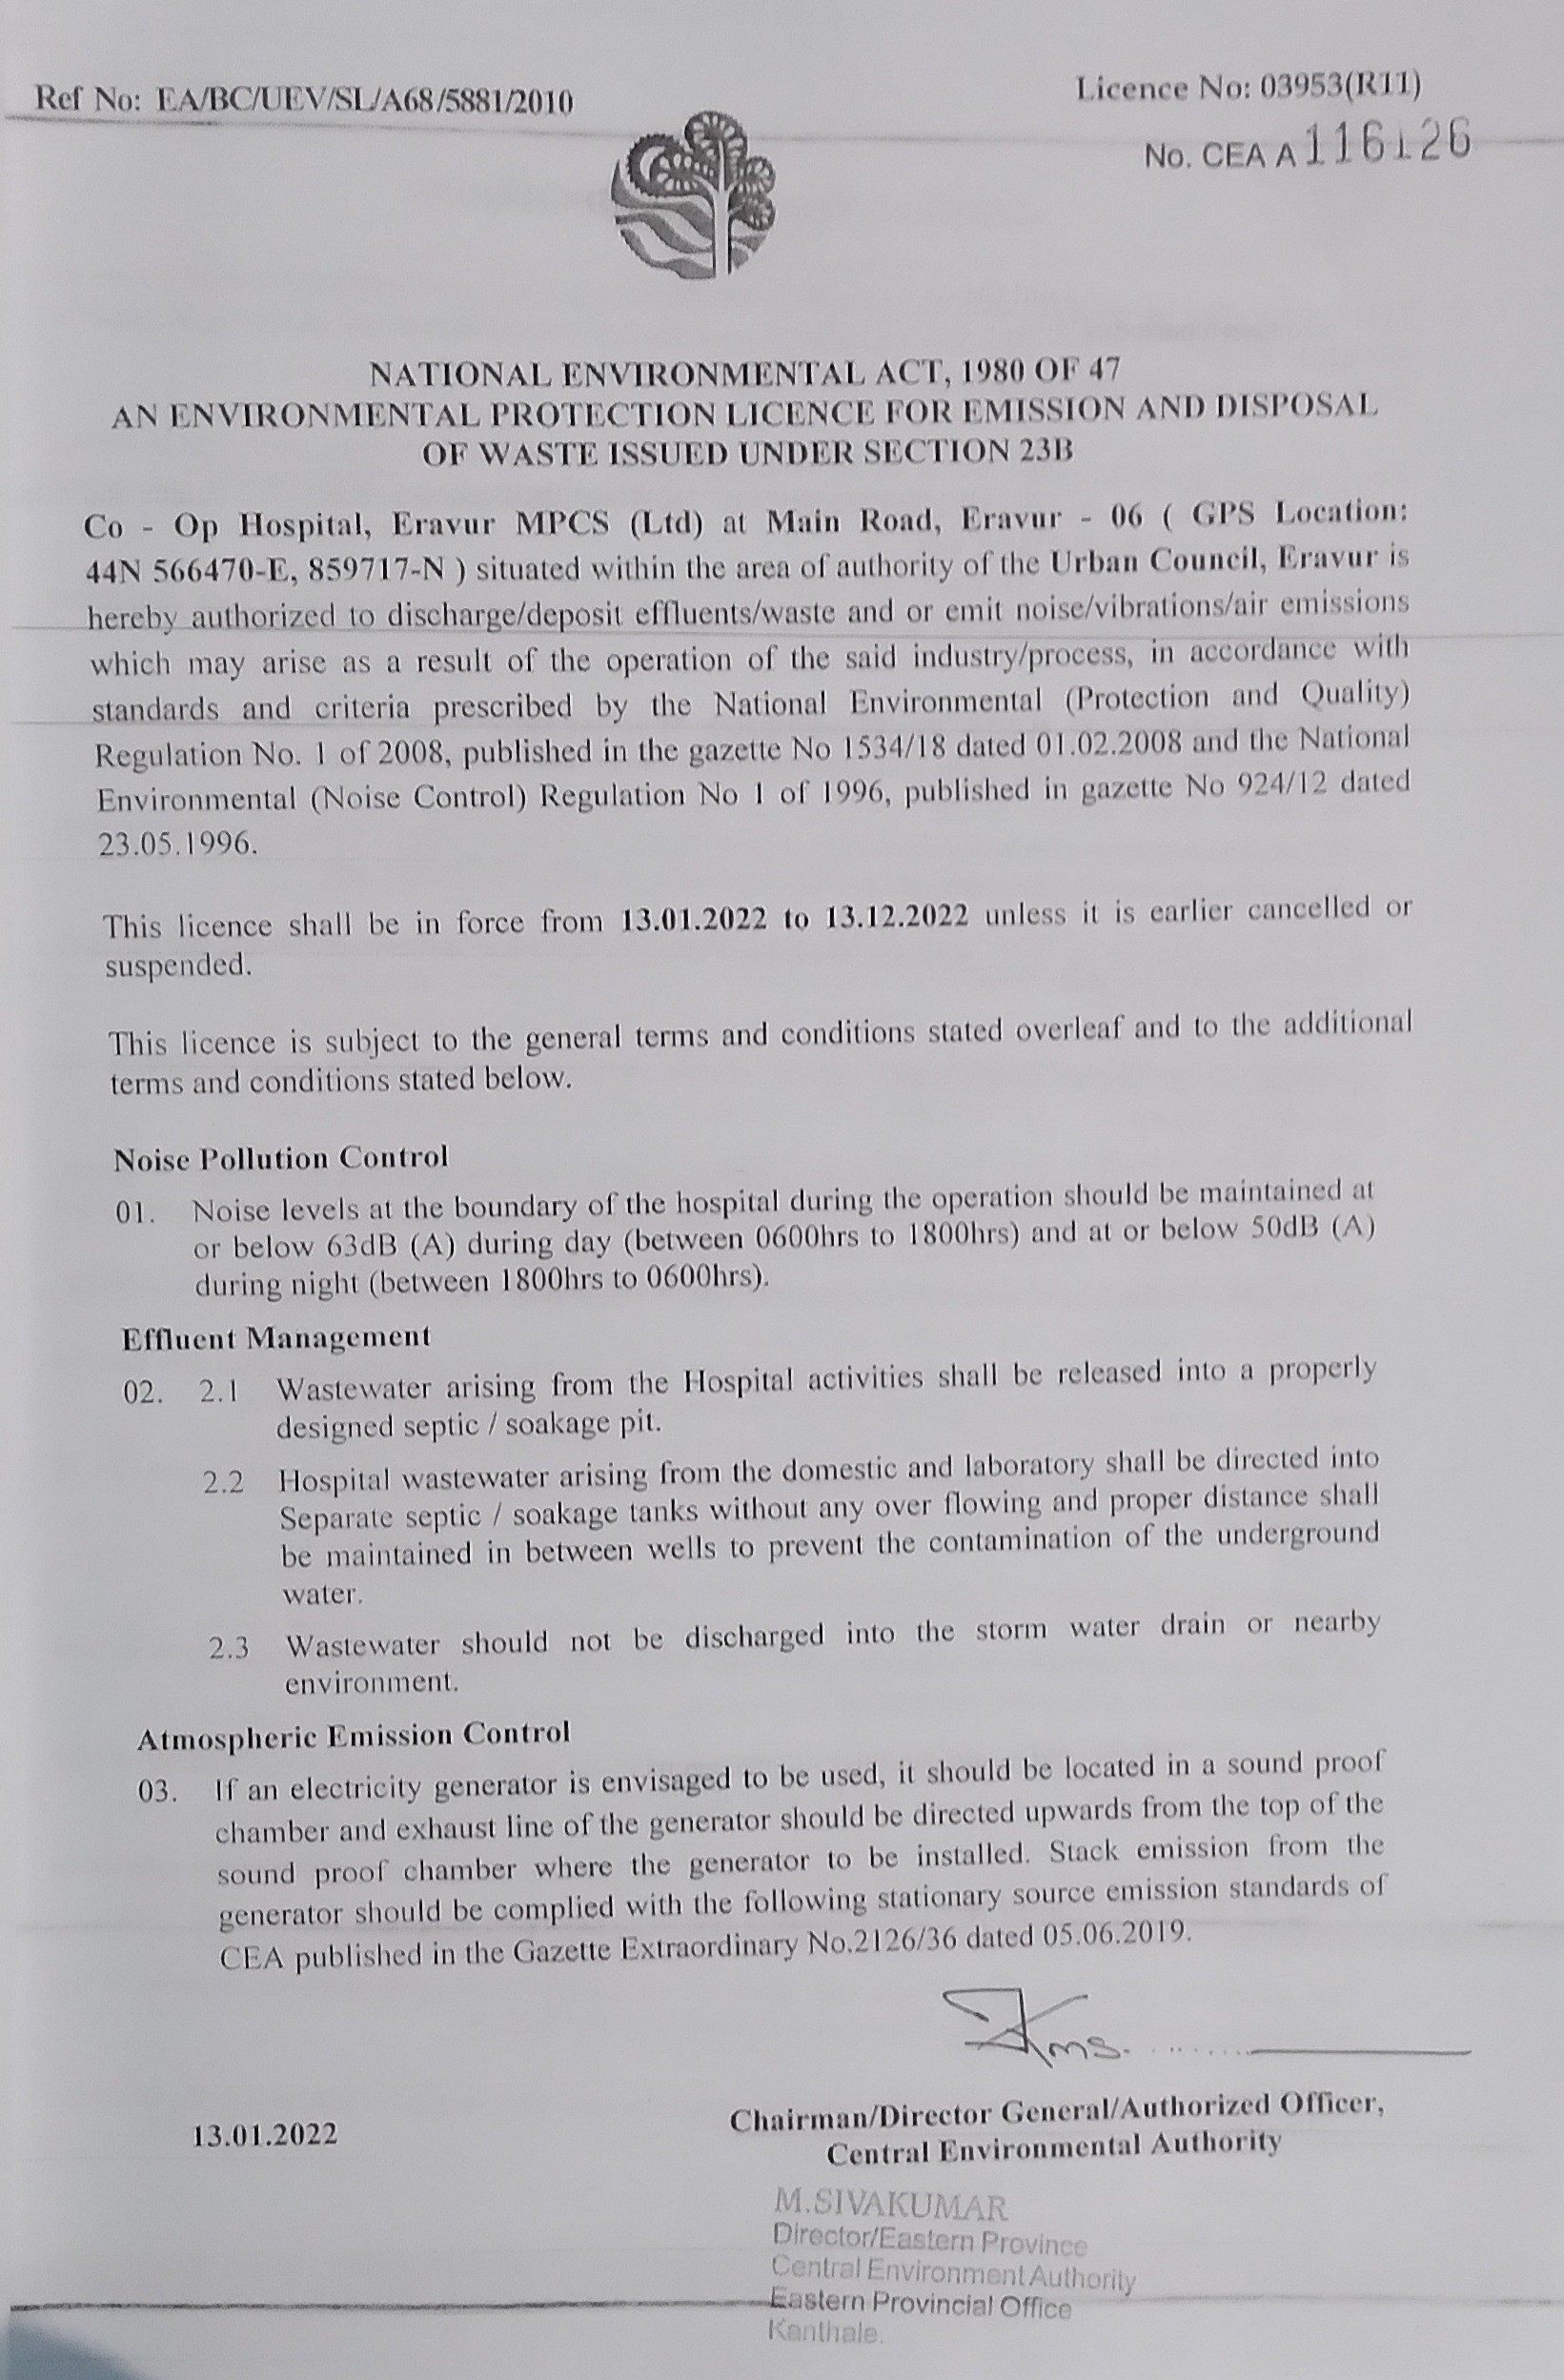 Ref No: EA/BC/UEV/SL/A68/5881/2010
Licence No: 03953(R11)
No. CEA A 116126
NATIONAL ENVIRONMENTAL ACT, 1980 OF 47
AN ENVIRONMENTAL PROTECTION LICENCE FOR EMISSION AND DISPOSAL
OF WASTE ISSUED UNDER SECTION 23B
Co - Op Hospital, Eravur MPCS (Ltd) at Main Road, Eravur - 06 ( GPS Location:
44N 566470-E, 859717-N ) situated within the area of authority of the Urban Council, Eravur is
hereby authorized to discharge/deposit effluents/waste and or emit noise/vibrations/air emissions
which may arise as a result of the operation of the said industry/process, in accordance with
standards and criteria prescribed by the National Environmental (Protection and Quality)
Regulation No. 1 of 2008, published in the gazette No 1534/18 dated 01.02.2008 and the National
Environmental (Noise Control) Regulation No 1 of 1996, published in gazette No 924/12 dated
23.05.1996.
This licence shall be in force from 13.01.2022 to 13.12.2022 unless it is earlier cancelled or
suspended.
This licence is subject to the general terms and conditions stated overleaf and to the additional
terms and conditions stated below.
Noise Pollution Control
01. Noise levels at the boundary of the hospital during the operation should be maintained at
or below 63dB (A) during day (between 0600hrs to 1800hrs) and at or below 50dB (A)
during night (between 1800hrs to 0600hrs).
Effluent Management
02. 2.1 Wastewater arising from the Hospital activities shall be released into a properly
designed septic / soakage pit.
2.2 Hospital wastewater arising from the domestic and laboratory shall be directed into
Separate septic / soakage tanks without any over flowing and proper distance shall
be maintained in between wells to prevent the contamination of the underground
water.
2.3 Wastewater should not be discharged into the storm water drain or nearby
environment.
Atmospheric Emission Control
03. If an electricity generator is envisaged to be used, it should be located in a sound proof
chamber and exhaust line of the generator should be directed upwards from the top of the
sound proof chamber where the generator to be installed. Stack emission from the
generator should be complied with the following stationary source emission standards of
CEA published in the Gazette Extraordinary No.2126/36 dated 05.06.2019.
13.01.2022
Chairman/Director General/Authorized Officer,
Central Environmental Authority
M.SIVAKUMAR
Director/Eastern Province
Central Environment Authority
Eastern Provincial Office
Kanthale.